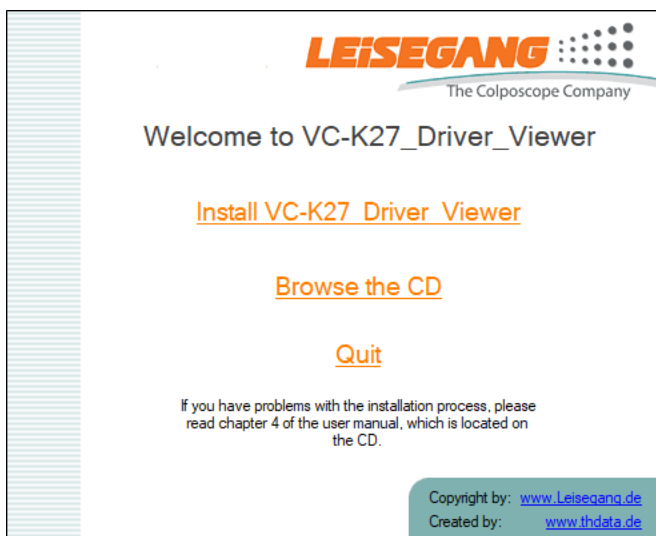 LEISEGANG
The Colposcope Company
Welcome to VC-K27_Driver_Viewer
Install VC-K27_Driver_Viewer
Browse the CD
Quit
If you have problems with the installation process, please
read chapter 4 of the user manual, which is located on
the CD.
Copyright by: www.Leisegang.de
Created by: www.thdata.de